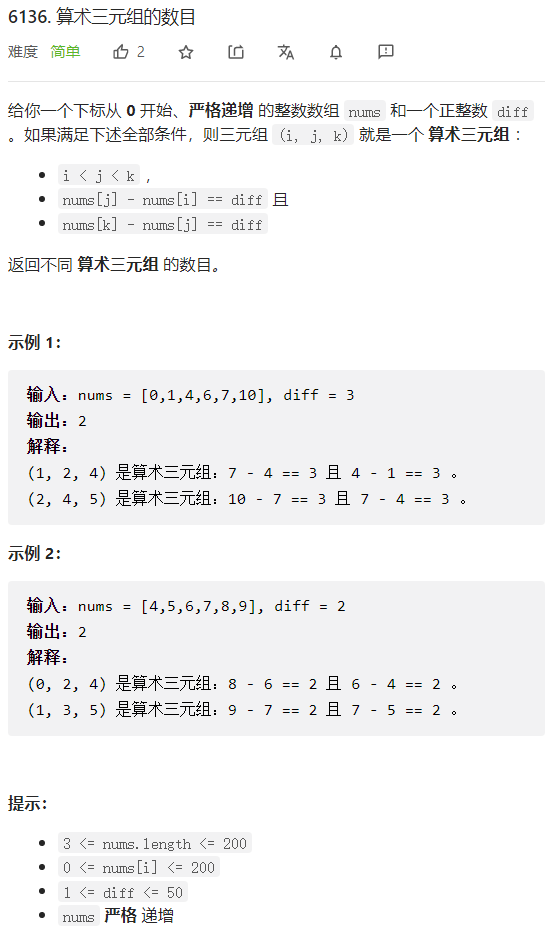 6136. 算术三元组的数目
难度 简单 2
给你一个下标从 0 开始、严格递增 的整数数组 nums 和一个正整数 diff
。如果满足下述全部条件，则三元组 (i, j, k) 就是一个 算术三元组 ：
i < j < k ，
nums[j] - nums[i] == diff 且
nums[k] - nums[j] == diff
返回不同 算术三元组 的数目。
示例 1：
输入：nums = [0,1,4,6,7,10], diff = 3
输出：2
解释：
(1, 2, 4) 是算术三元组：7 - 4 == 3 且 4 - 1 == 3 。
(2, 4, 5) 是算术三元组：10 - 7 == 3 且 7 - 4 == 3 。
示例 2：
输入：nums = [4,5,6,7,8,9], diff = 2
输出：2
解释：
(0, 2, 4) 是算术三元组：8 - 6 == 2 且 6 - 4 == 2 。
(1, 3, 5) 是算术三元组：9 - 7 == 2 且 7 - 5 == 2 。
提示：
3 <= nums.length <= 200
0 <= nums[i] <= 200
1 <= diff <= 50
nums 严格 递增